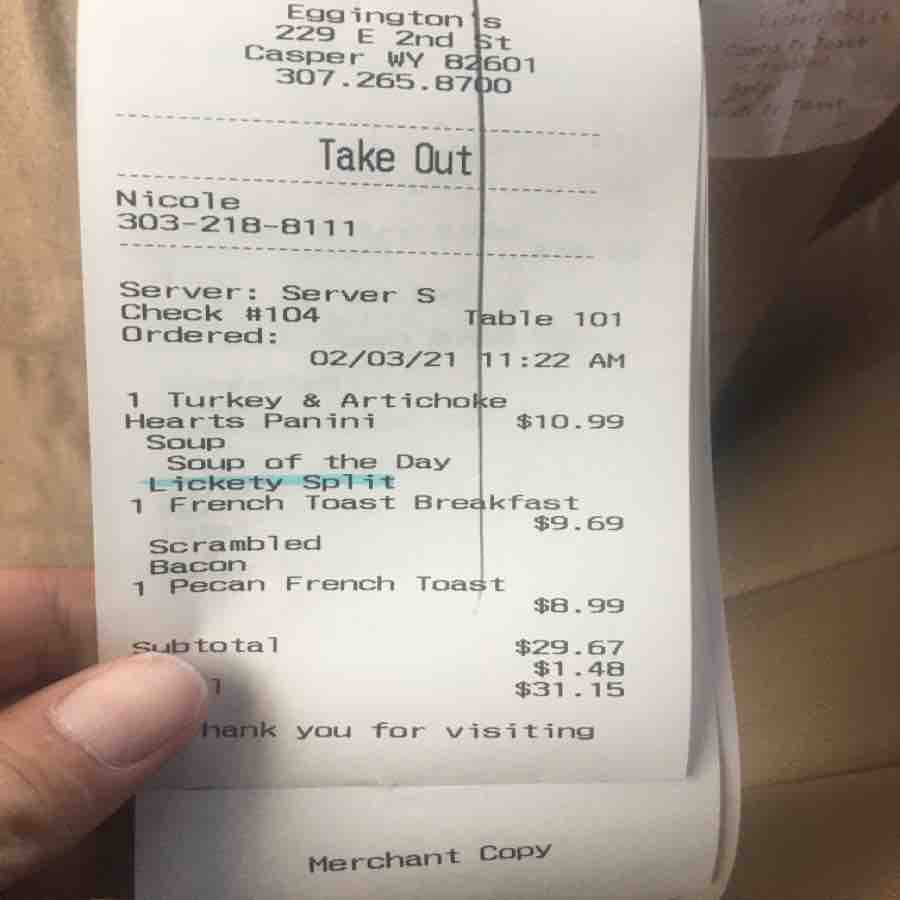 Eggington's
229 E 2nd St
Casper WY 82601
307.265.8700
Take Out
Nicole
303-218-8111
Server: Server S
Check #104 Table 101
Ordered:
02/03/21 11:22 AM
1 Turkey & Artichoke
Hearts Panini $10.99
Soup
Soup of the Day
Lickety Split
1 French Toast Breakfast
$9.69
Scrambled
Bacon
1 Pecan French Toast
$8.99
Subtotal $29.67
$1.48
l $31.15
hank you for visiting
Merchant Copy